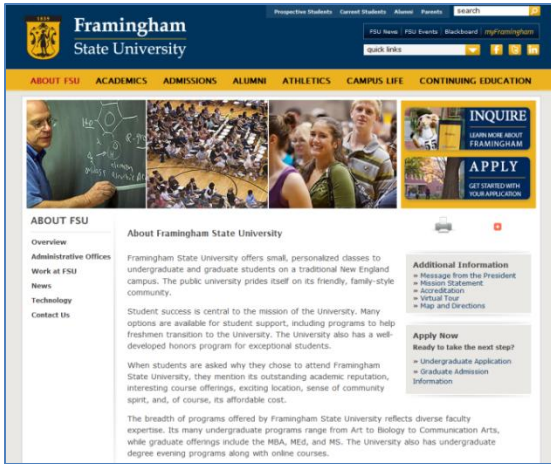 Prospective Students Current Students Alumni Parents search
1839
Framingham
State University
FSU News FSU Events Blackboard myFramingham
quick links
ABOUT FSU ACADEMICS ADMISSIONS ALUMNI ATHLETICS CAMPUS LIFE CONTINUING EDUCATION
INQUIRE
LEARN MORE ABOUT
FRAMINGHAM
APPLY
GET STARTED WITH
YOUR APPLICATION
ABOUT FSU
Overview
Administrative Offices
Work at FSU
News
Technology
Contact Us
About Framingham State University
Framingham State University offers small, personalized classes to
undergraduate and graduate students on a traditional New England
campus. The public university prides itself on its friendly, family-style
community.
Student success is central to the mission of the University. Many
options are available for student support, including programs to help
freshmen transition to the University. The University also has a well-
developed honors program for exceptional students.
When students are asked why they chose to attend Framingham
State University, they mention its outstanding academic reputation,
interesting course offerings, exciting location, sense of community
spirit, and, of course, its affordable cost.
The breadth of programs offered by Framingham State University reflects diverse faculty
expertise. Its many undergraduate programs range from Art to Biology to Communication Arts,
while graduate offerings include the MBA, MEd, and MS. The University also has undergraduate
degree evening programs along with online courses.
Additional Information
» Message from the President
» Mission Statement
» Accreditation
» Virtual Tour
» Map and Directions
Apply Now
Ready to take the next step?
» Undergraduate Application
» Graduate Admission
Information